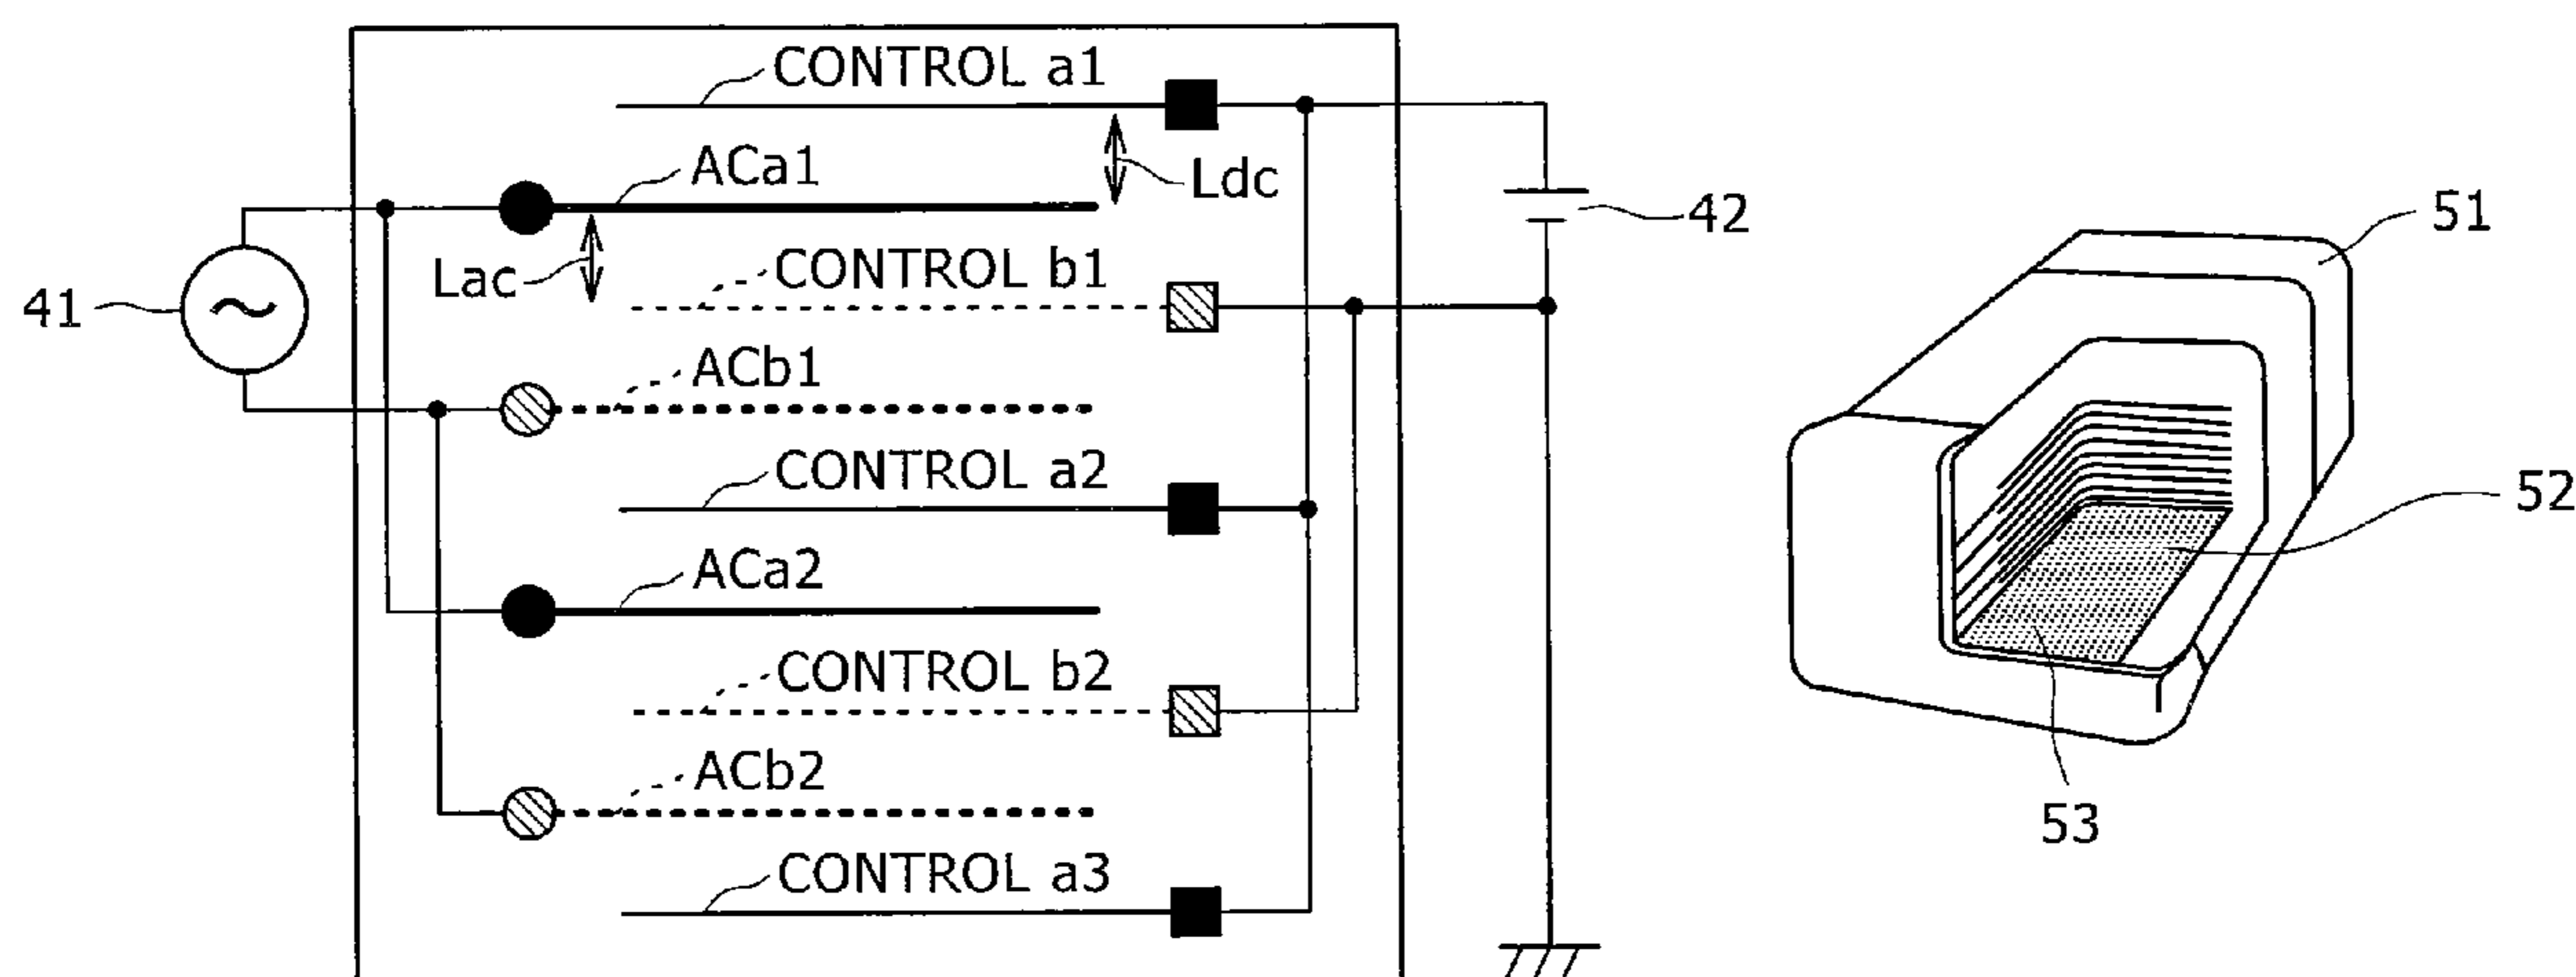 CONTROL a1
ACa1
Ldc
42
51
Lac
CONTROL b1
41
ACb1
CONTROL a2
52
ACa2
CONTROL b2
ACb2
53
CONTROL a3